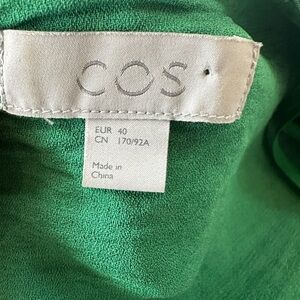 COS
EUR 40
CN 170/92A
Made in
China